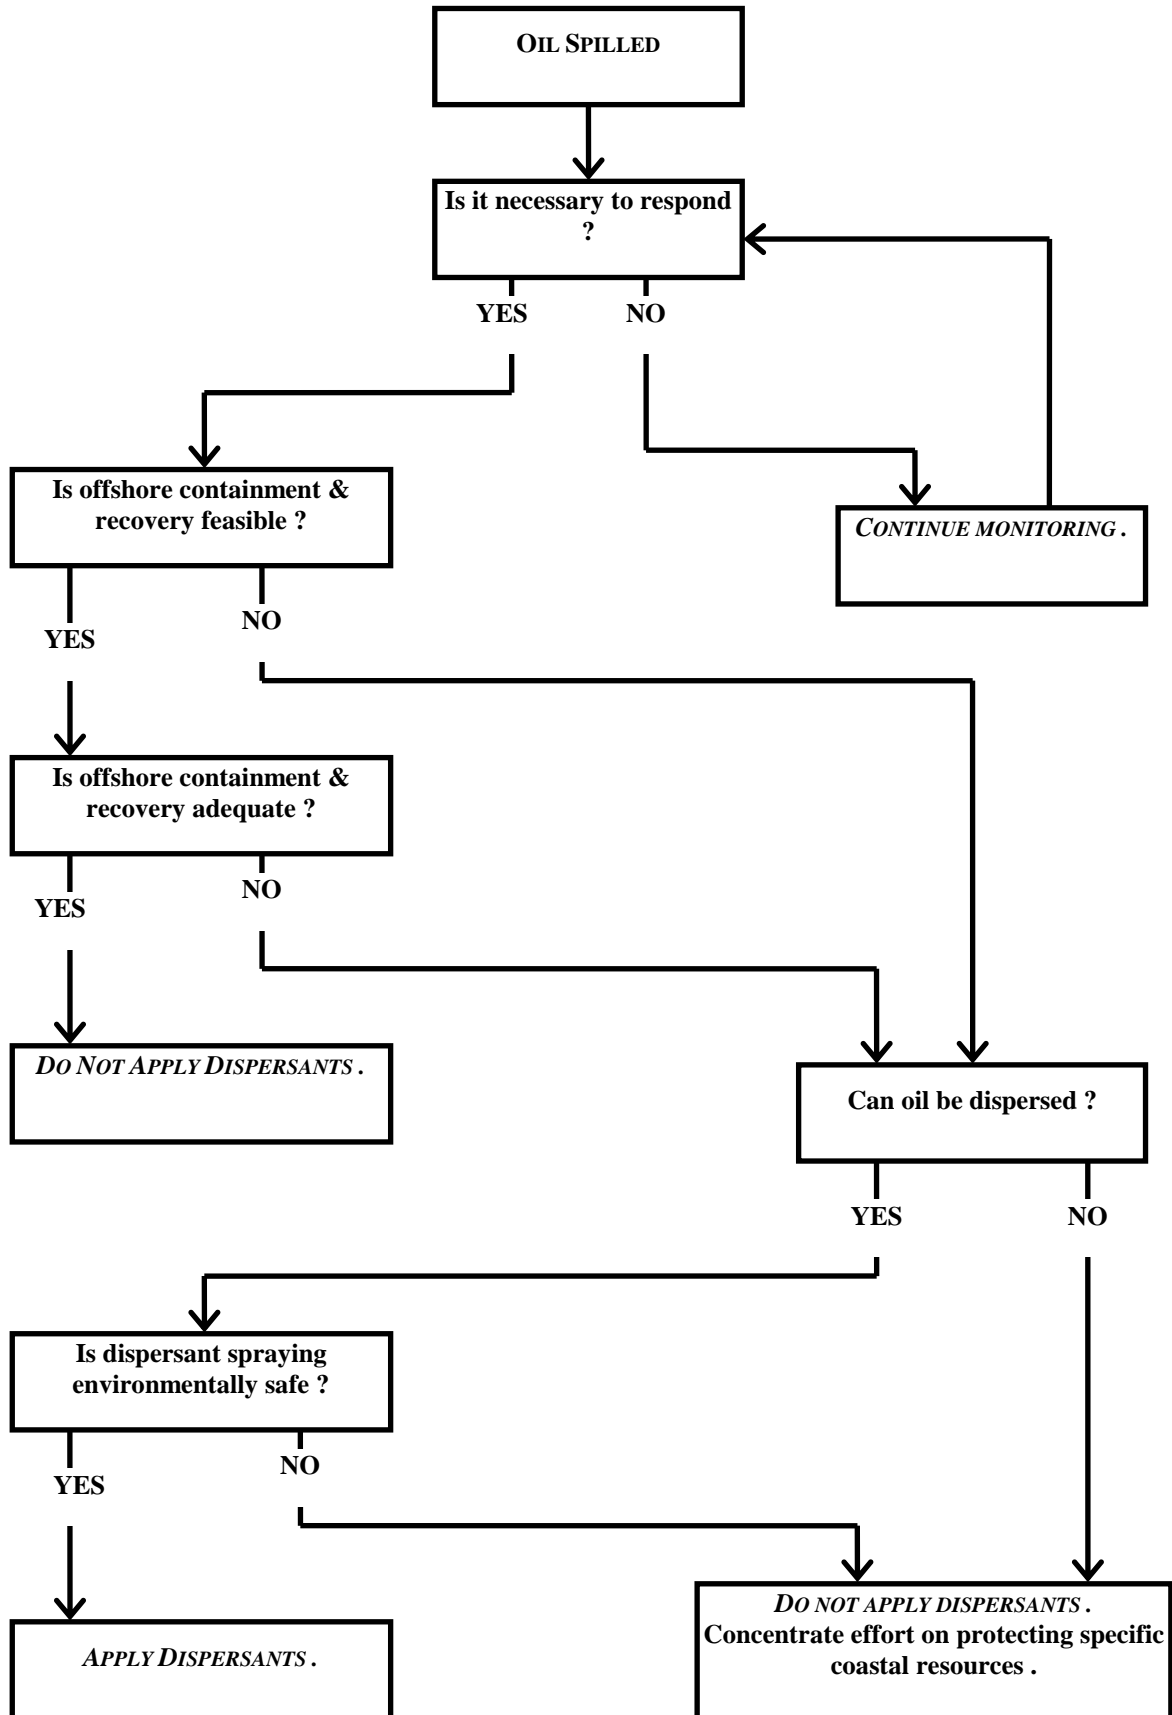 OIL SPILLED
Is it necessary to respond
?
YES
NO
Is offshore containment &
recovery feasible ?
CONTINUE MONITORING .
YES
NO
Is offshore containment &
recovery adequate ?
YES
NO
DO NOT APPLY DISPERSANTS .
Can oil be dispersed ?
YES
NO
Is dispersant spraying
environmentally safe ?
YES
NO
APPLY DISPERSANTS .
DO NOT APPLY DISPERSANTS .
Concentrate effort on protecting specific
coastal resources .